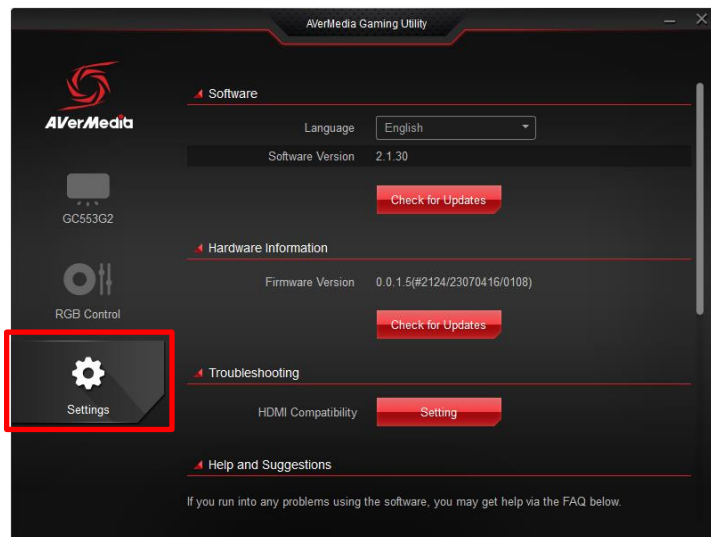 AVerMedia Gaming Utility
AVerMedia
GC553G2
RGB Control
Settings
Software
Language English
Software Version 2.1.30
Check for Updates
Hardware Information
Firmware Version 0.0.1.5(#2124/23070416/0108)
Check for Updates
Troubleshooting
HDMI Compatibility Setting
Help and Suggestions
If you run into any problems using the software, you may get help via the FAQ below.